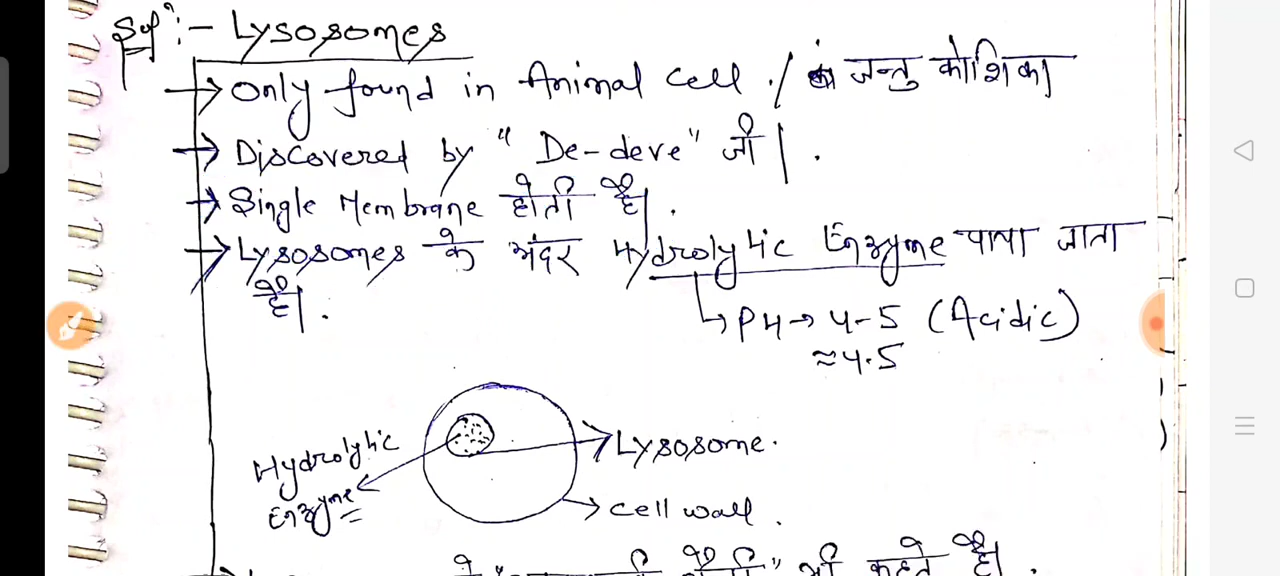 :- Lysosomes
→ Only found in Animal cell. / जन्तु कोशिका
→ Discovered by "De-deve" जी |.
→ Single Membrane होती है|.
→ Lysosomes के अंदर Hydrolytic Enzyme पाया जाता
है|.
↳ PH → 4-5 (Acidic)
≈4.5
Hydrolytic
Enzyme
Lysosome.
Cell wall.
भी कहते है|.